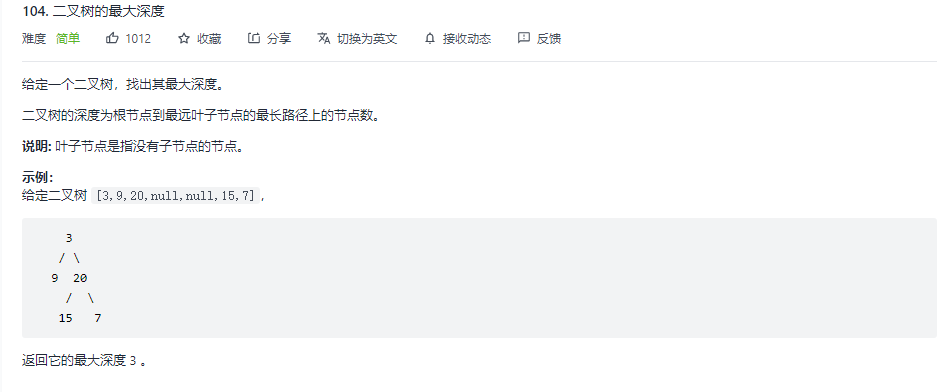 104. 二叉树的最大深度
难度 简单 1012 收藏 分享 切换为英文 接收动态 反馈
给定一个二叉树，找出其最大深度。
二叉树的深度为根节点到最远叶子节点的最长路径上的节点数。
说明: 叶子节点是指没有子节点的节点。
示例：
给定二叉树 [3,9,20,null,null,15,7]，
3
/ \
9 20
/ \
15 7
返回它的最大深度 3 。